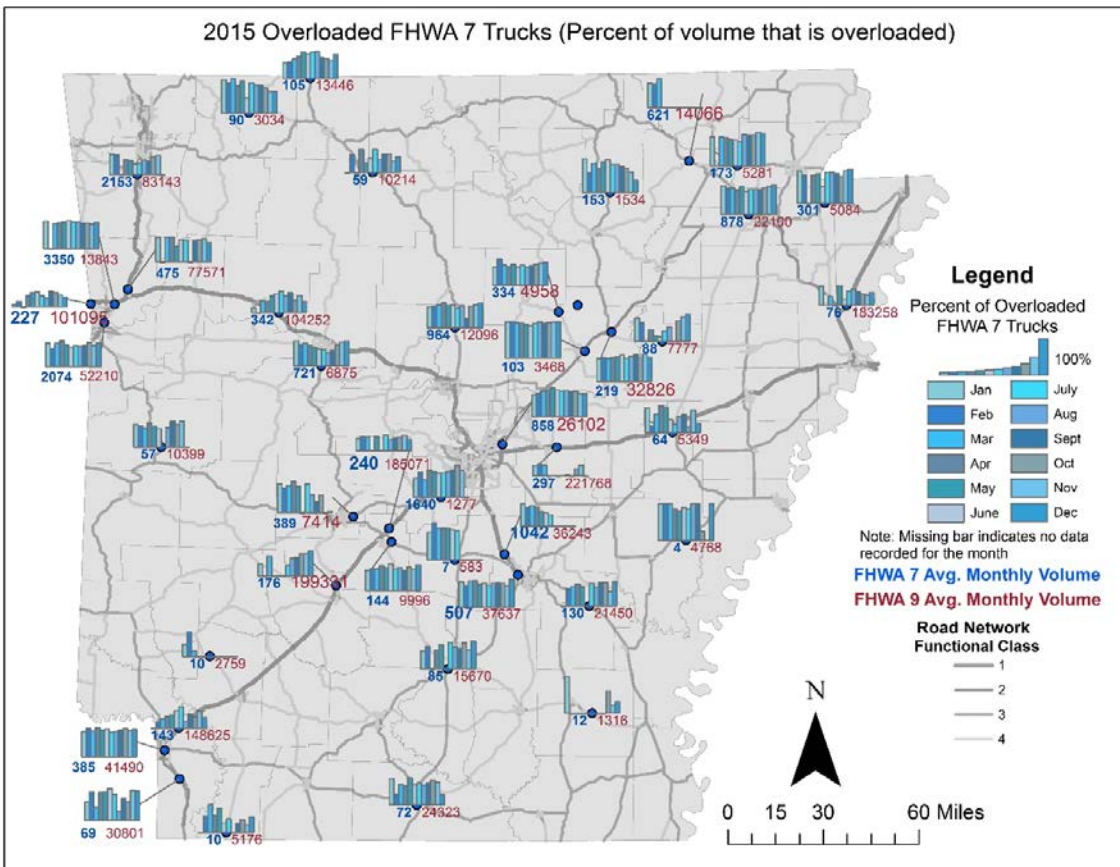 2015 Overloaded FHWA 7 Trucks (Percent of volume that is overloaded)
105 13446
90 3034
621 14066
2153 83143
59 10214
153 1534
173 5281
878 22100
301 5084
3350 13843
475 77571
334 4958
227 101095
342 104252
964 12096
76 183258
103 3468
88 7777
2074 52210
721 6875
219 32826
858 26102
64 5349
57 10399
240 185071
297 221768
1640 1277
389 7414
1042 36243
4 4768
7 583
176 199331
144 9996
507 37637
130 21450
10 2759
85 15670
12 1316
143 148625
385 41490
69 30801
10 5176
72 24323
Legend
Percent of Overloaded
FHWA 7 Trucks
100%
Jan July
Feb Aug
Mar Sept
Apr Oct
May Nov
June Dec
Note: Missing bar indicates no data
recorded for the month
FHWA 7 Avg. Monthly Volume
FHWA 9 Avg. Monthly Volume
Road Network
Functional Class
1
2
3
4
N
0 30 60 Miles